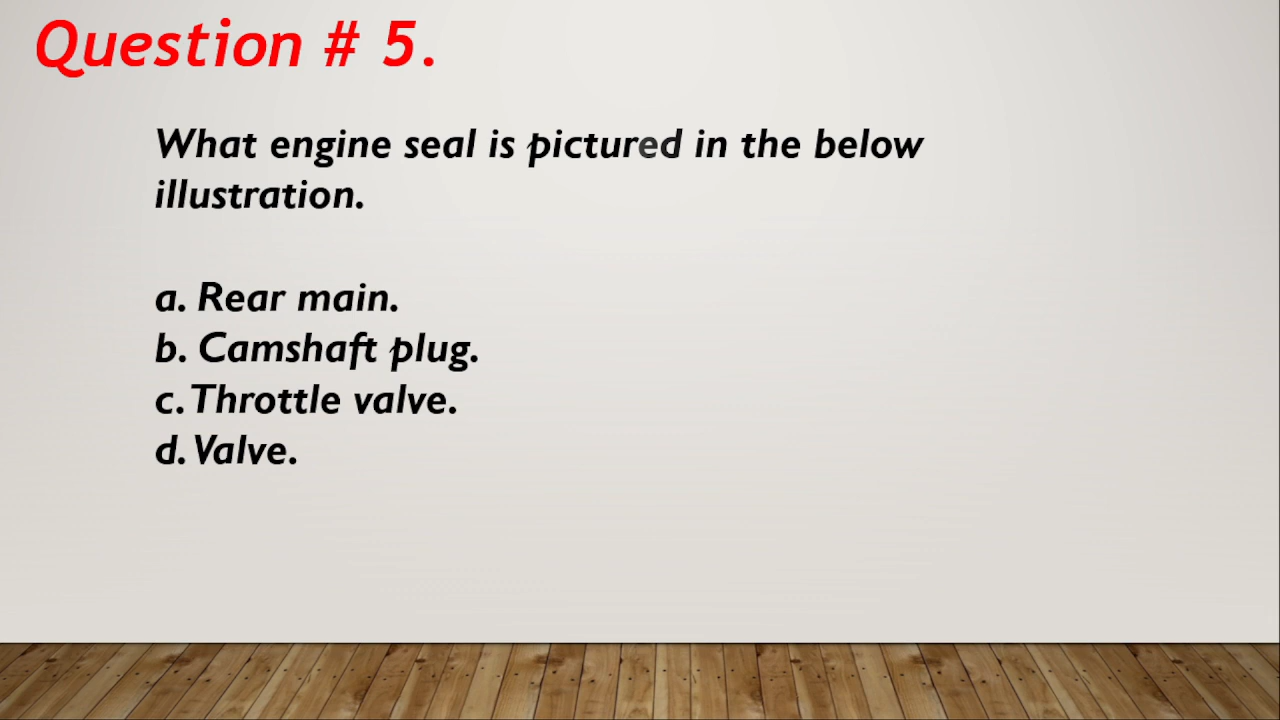 Question # 5.
What engine seal is pictured in the below
illustration.
a. Rear main.
b. Camshaft plug.
c. Throttle valve.
d. Valve.